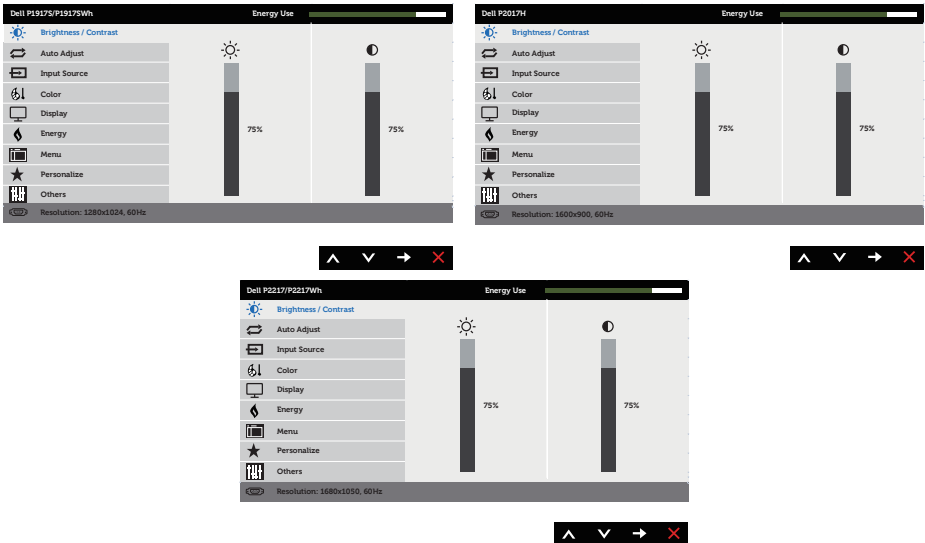 Dell P1917S/P1917SWh Energy Use
Brightness / Contrast
Auto Adjust
Input Source
Color
Display
Energy
Menu
Personalize
Others
75% 75%
Resolution: 1280x1024, 60Hz
Dell P2017H Energy Use
Brightness / Contrast
Auto Adjust
Input Source
Color
Display
Energy
Menu
Personalize
Others
75% 75%
Resolution: 1600x900, 60Hz
Dell P2217/P2217Wh Energy Use
Brightness / Contrast
Auto Adjust
Input Source
Color
Display
Energy
Menu
Personalize
Others
75% 75%
Resolution: 1680x1050, 60Hz